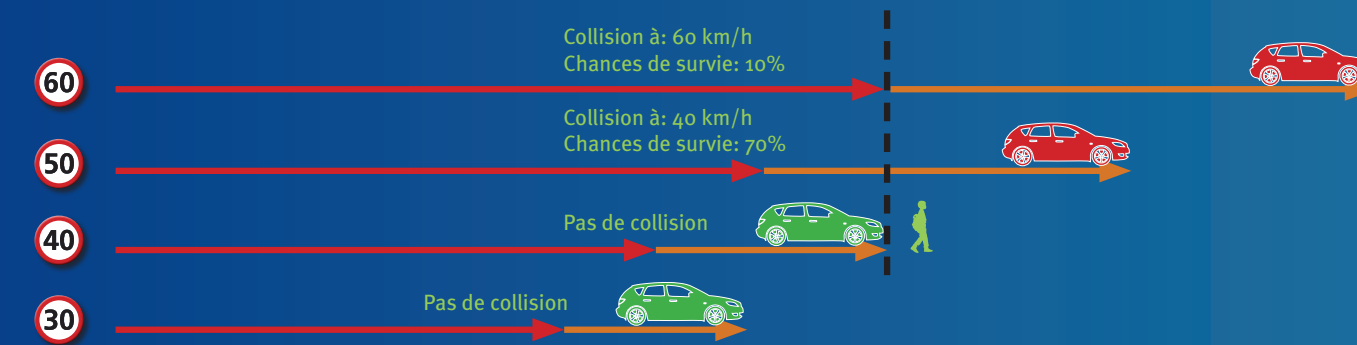 Collision à: 60 km/h
Chances de survie: 10%
60
Collision à: 40 km/h
Chances de survie: 70%
50
Pas de collision
40
Pas de collision
30